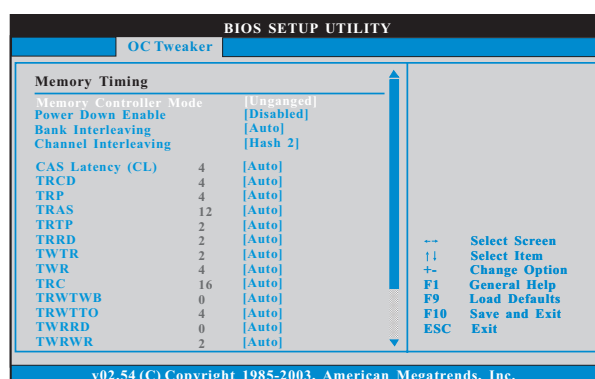 BIOS SETUP UTILITY
OC Tweaker
Memory Timing
Memory Controller Mode [Unganged]
Power Down Enable [Disabled]
Bank Interleaving [Auto]
Channel Interleaving [Hash 2]
CAS Latency (CL) 4 [Auto]
TRCD 4 [Auto]
TRP 4 [Auto]
TRAS 12 [Auto]
TRTP 2 [Auto]
TRRD 2 [Auto]
TWTR 2 [Auto]
TWR 4 [Auto]
TRC 16 [Auto]
TRWTWB 0 [Auto]
TRWTTO 4 [Auto]
TWRRD 0 [Auto]
TWRWR 2 [Auto]
←→ Select Screen
↑↓ Select Item
+- Change Option
F1 General Help
F9 Load Defaults
F10 Save and Exit
ESC Exit
v02.54 (C) Copyright 1985-2003, American Megatrends, Inc.